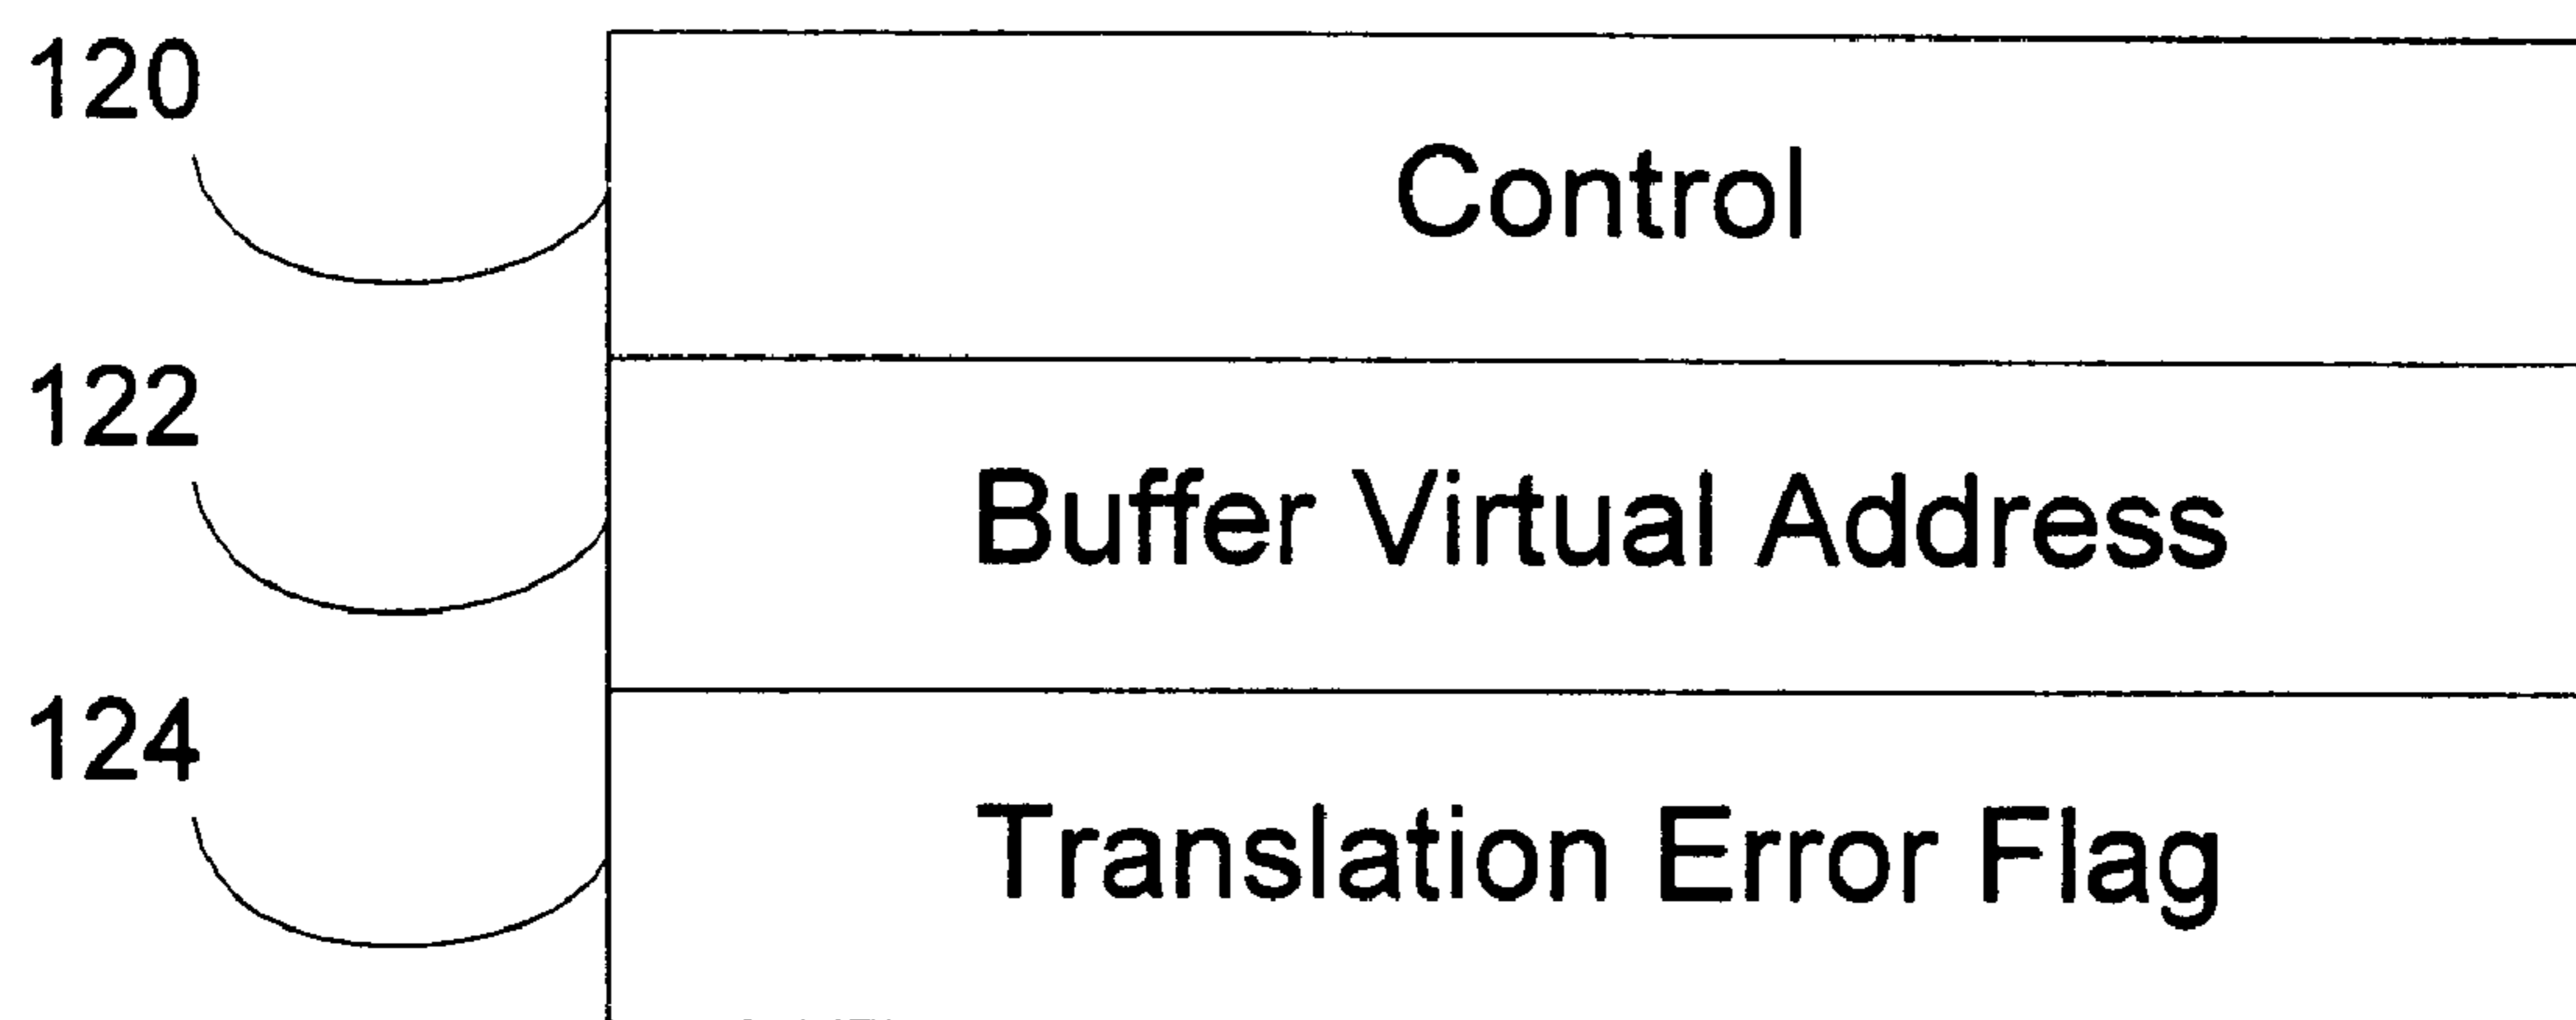 120
Control
122
Buffer Virtual Address
124
Translation Error Flag